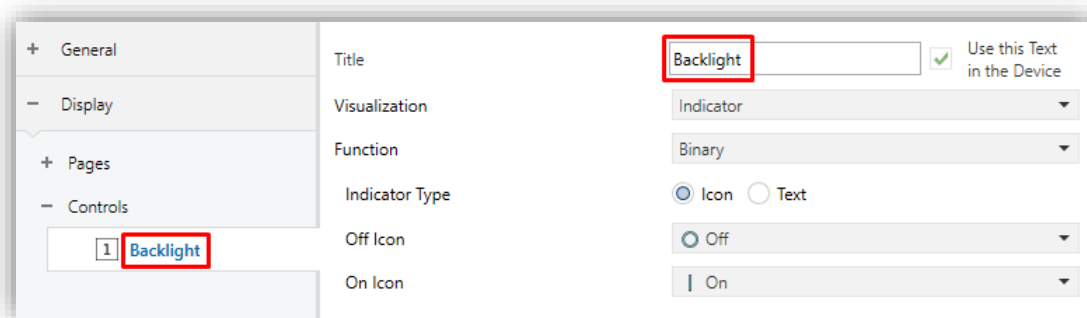 + General
− Display
+ Pages
− Controls
1 Backlight
Title Backlight Use this Text
in the Device
Visualization Indicator
Function Binary
Indicator Type Icon Text
Off Icon Off
On Icon On